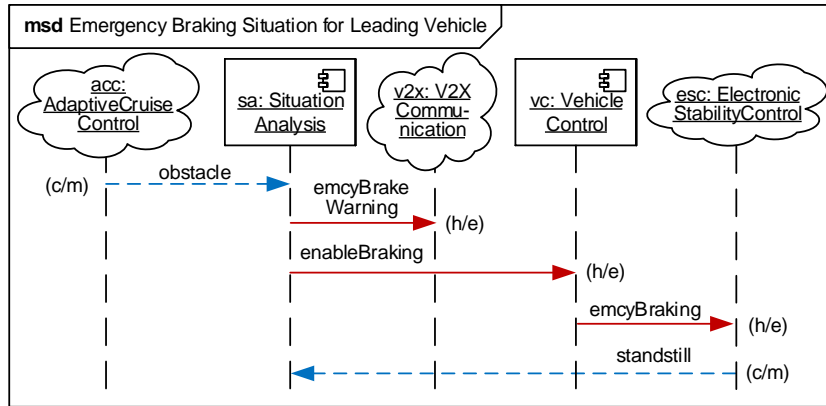 msd Emergency Braking Situation for Leading Vehicle
acc:
AdaptiveCruise
Control
sa: Situation
Analysis
v2x: V2X
Commu-
nication
vc: Vehicle
Control
esc: Electronic
StabilityControl
(c/m)
obstacle
emcyBrake
Warning
(h/e)
enableBraking
(h/e)
emcyBraking
(h/e)
standstill
(c/m)